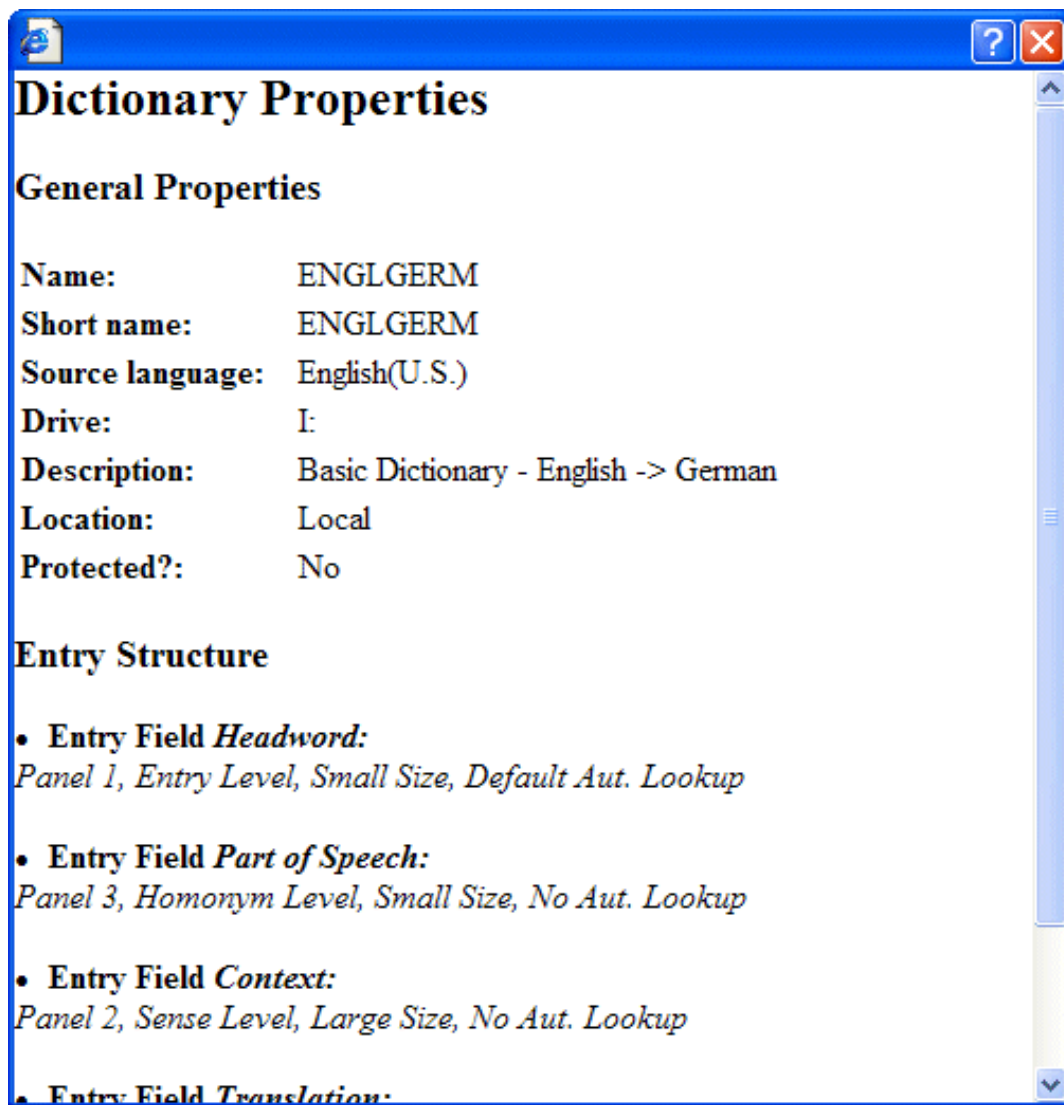 Dictionary Properties
General Properties
Name: ENGLGERM
Short name: ENGLGERM
Source language: English(U.S.)
Drive: I:
Description: Basic Dictionary - English -> German
Location: Local
Protected?: No
Entry Structure
• Entry Field Headword:
Panel 1, Entry Level, Small Size, Default Aut. Lookup
• Entry Field Part of Speech:
Panel 3, Homonym Level, Small Size, No Aut. Lookup
• Entry Field Context:
Panel 2, Sense Level, Large Size, No Aut. Lookup
• Entry Field Translation: